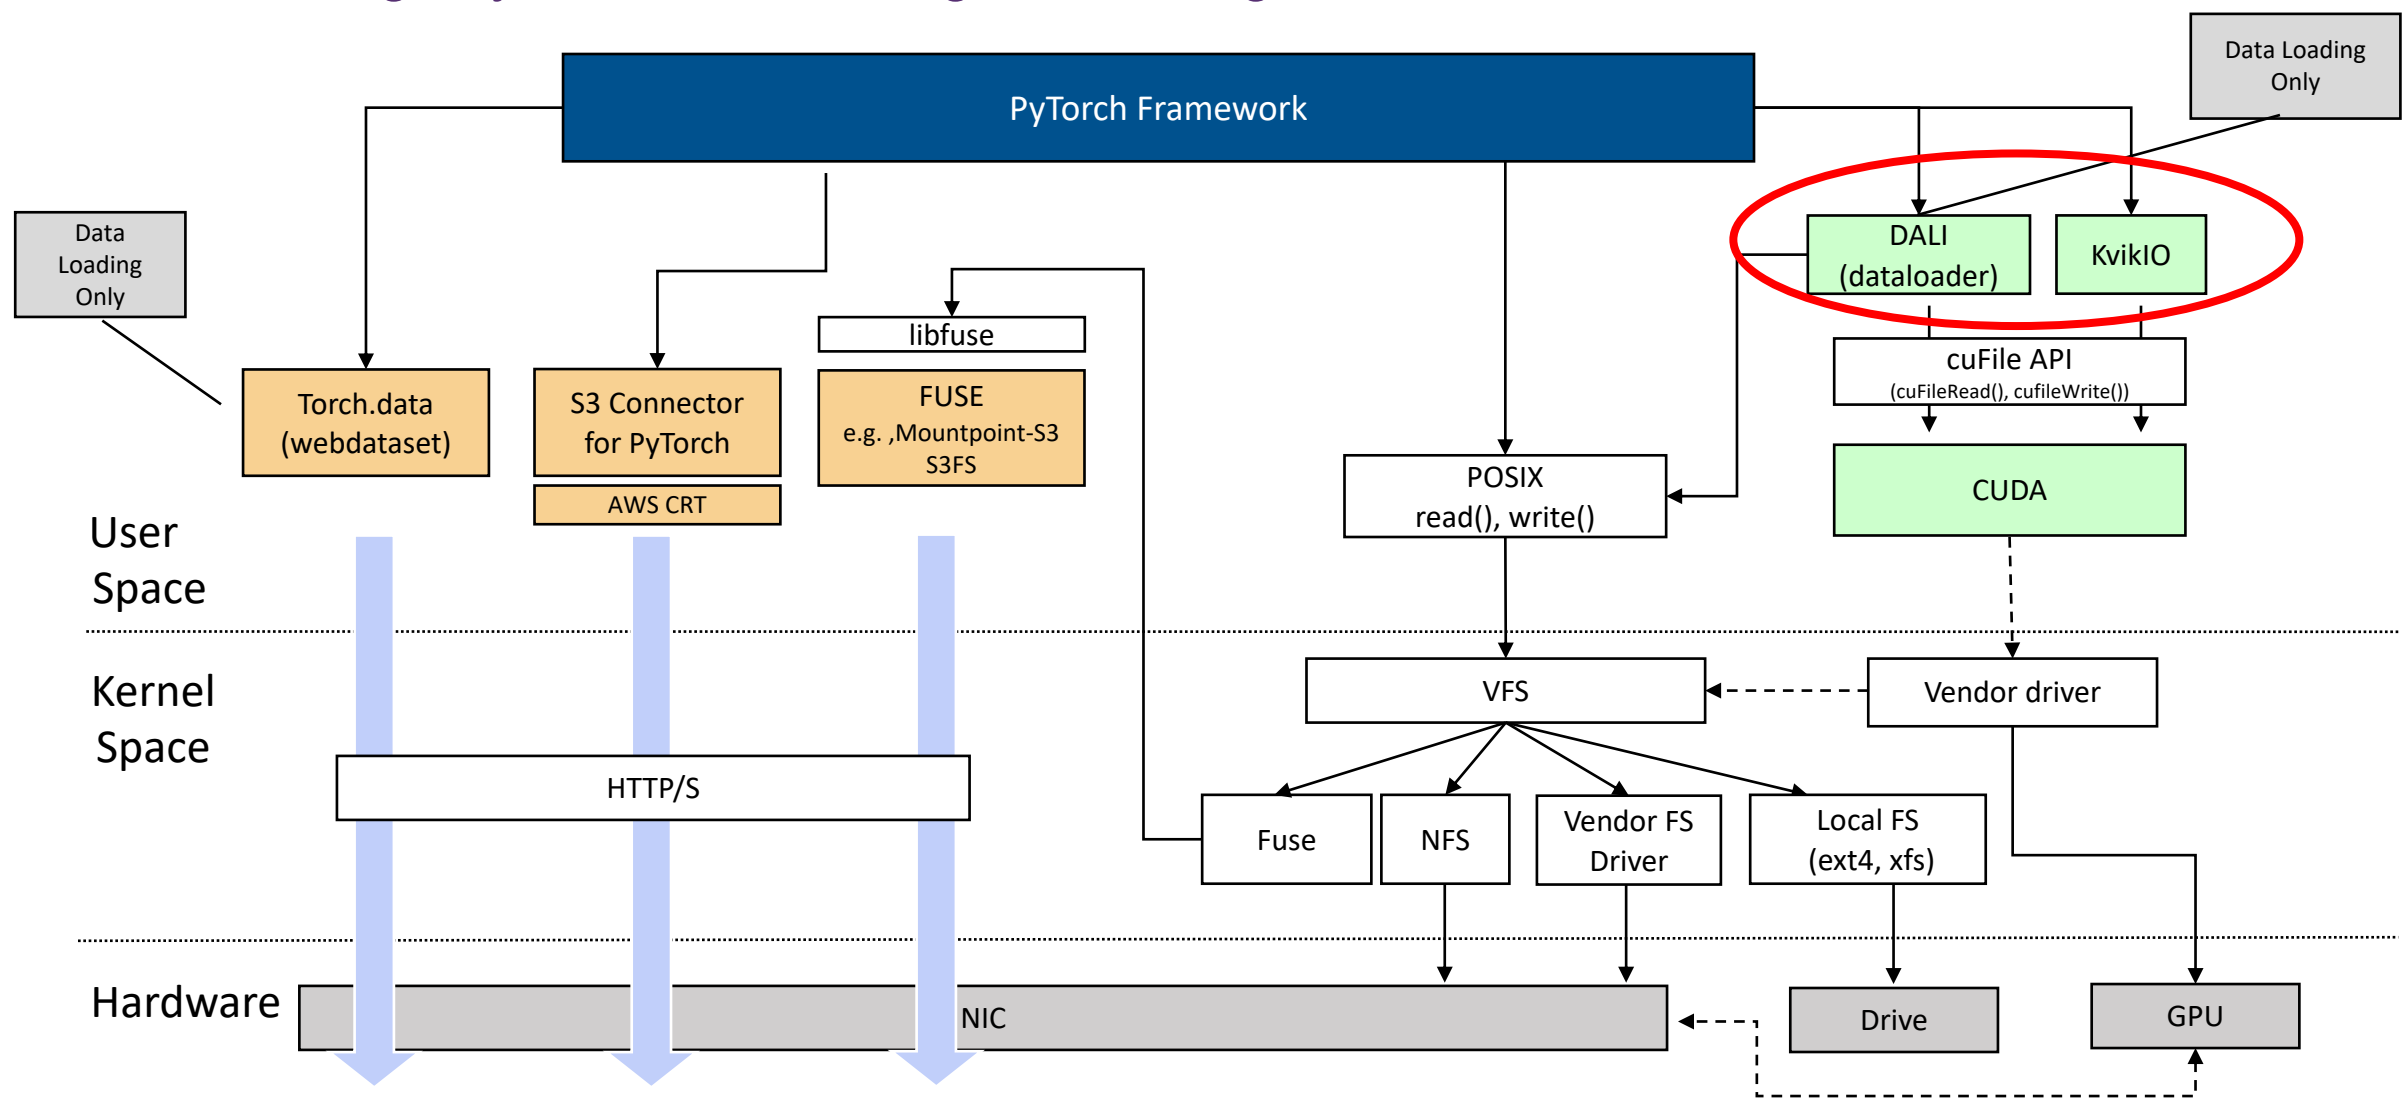 PyTorch Framework
Data Loading
Only
Data
Loading
Only
DALI
(dataloader)
KvikIO
libfuse
cuFile API
(cuFileRead(), cufileWrite())
Torch.data
(webdataset)
S3 Connector
for PyTorch
FUSE
e.g. ,Mountpoint-S3
S3FS
AWS CRT
POSIX
read(), write()
CUDA
User
Space
Kernel
Space
VFS
Vendor driver
HTTP/S
Fuse
NFS
Vendor FS
Driver
Local FS
(ext4, xfs)
Hardware
NIC
Drive
GPU